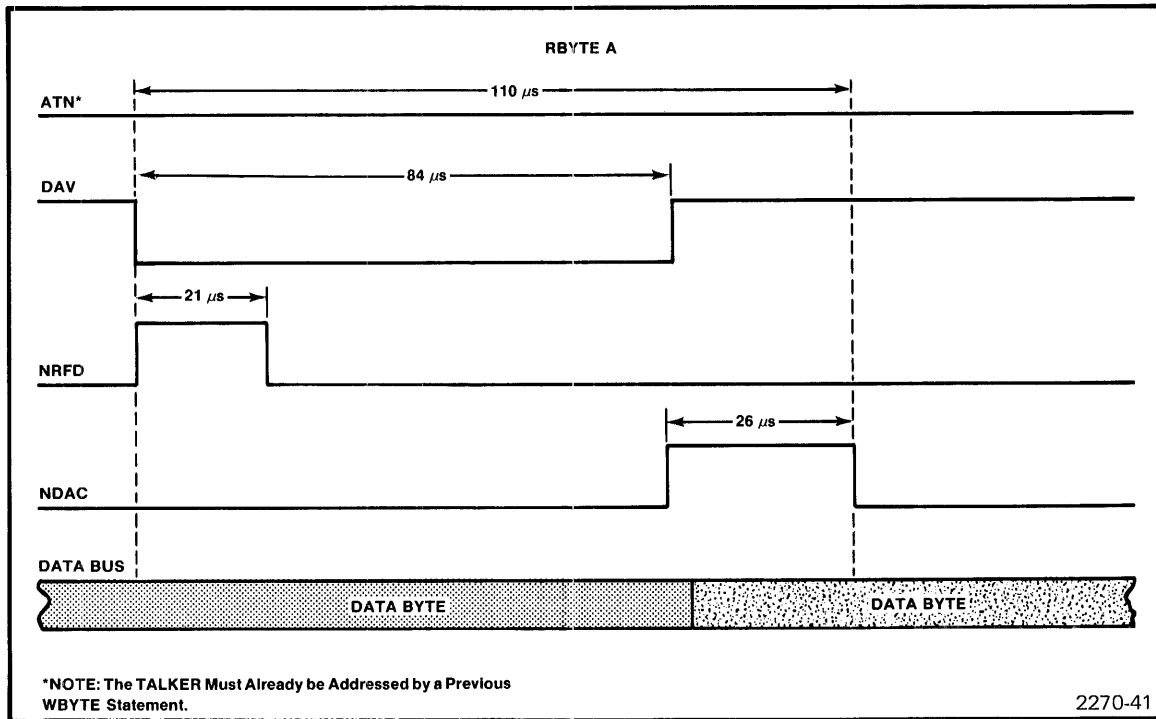 RBYTE A
110 μs
ATN*
84 μs
DAV
21 μs
NRFD
26 μs
NDAC
DATA BUS
DATA BYTE DATA BYTE
*NOTE: The TALKER Must Already be Addressed by a Previous
WBYTE Statement.
2270-41